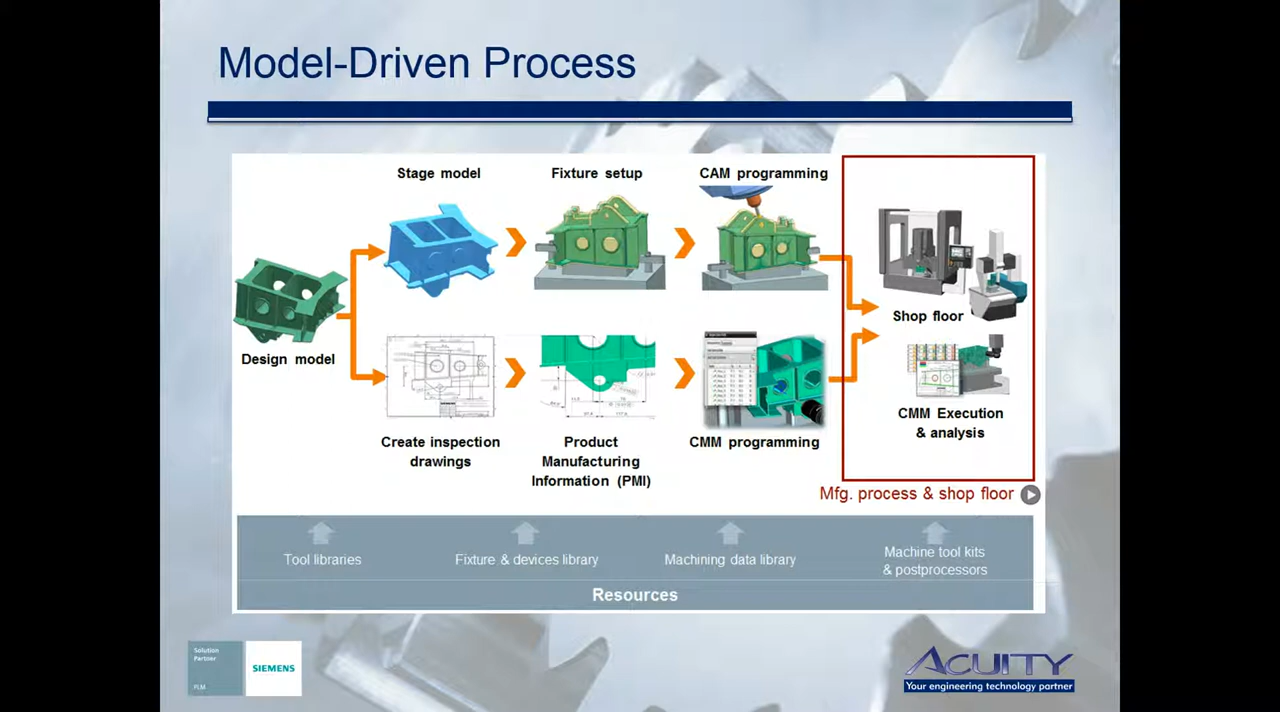 Model-Driven Process
Stage model
Fixture setup
CAM programming
Design model
Shop floor
Create inspection
drawings
Product
Manufacturing
Information (PMI)
CMM programming
CMM Execution
& analysis
Mfg. process & shop floor
Tool libraries
Fixture & devices library
Machining data library
Machine tool kits
& postprocessors
Resources
Solution
Partner
PLM
SIEMENS
ACUITY
Your engineering technology partner